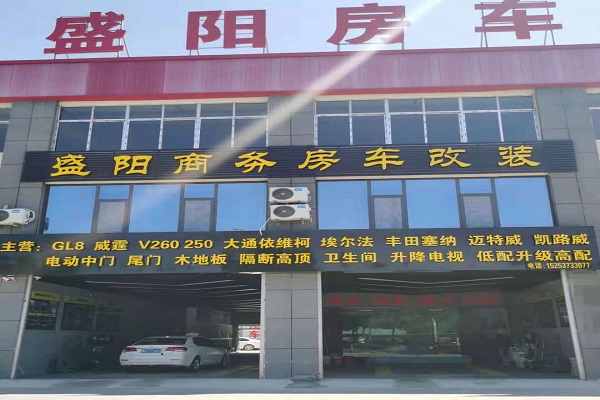 盛阳房车
盛阳商务房车改装
主营：GL8 威霆 V260 250 大通依维柯 埃尔法 丰田塞纳 迈特威 凯路威
电动中门 尾门 木地板 隔断高顶 卫生间 升降电视 低配升级高配
电话：15253733077